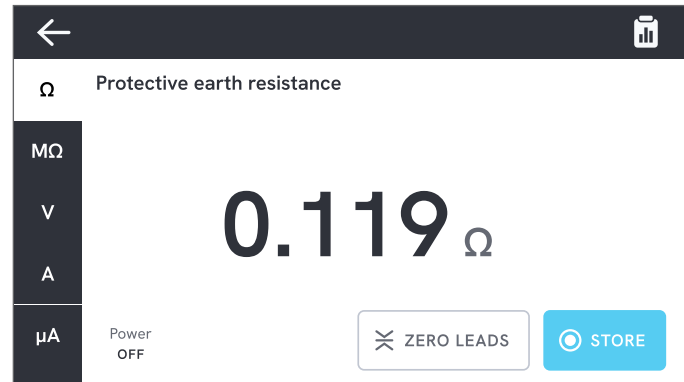 Ω
Protective earth resistance
MΩ
V
A
µA
0.119 Ω
Power
OFF
ZERO LEADS
STORE